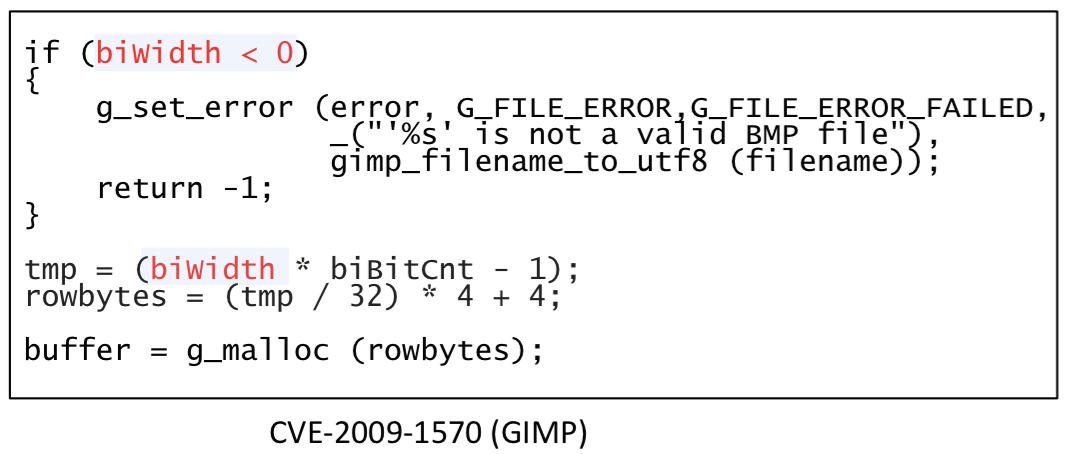 if (biWidth < 0)
{
    g_set_error (error, G_FILE_ERROR,G_FILE_ERROR_FAILED,
                 _("'%s' is not a valid BMP file"),
                 gimp_filename_to_utf8 (filename));
    return -1;
}
tmp = (biWidth * biBitCnt - 1);
rowbytes = (tmp / 32) * 4 + 4;
buffer = g_malloc (rowbytes);
CVE-2009-1570 (GIMP)